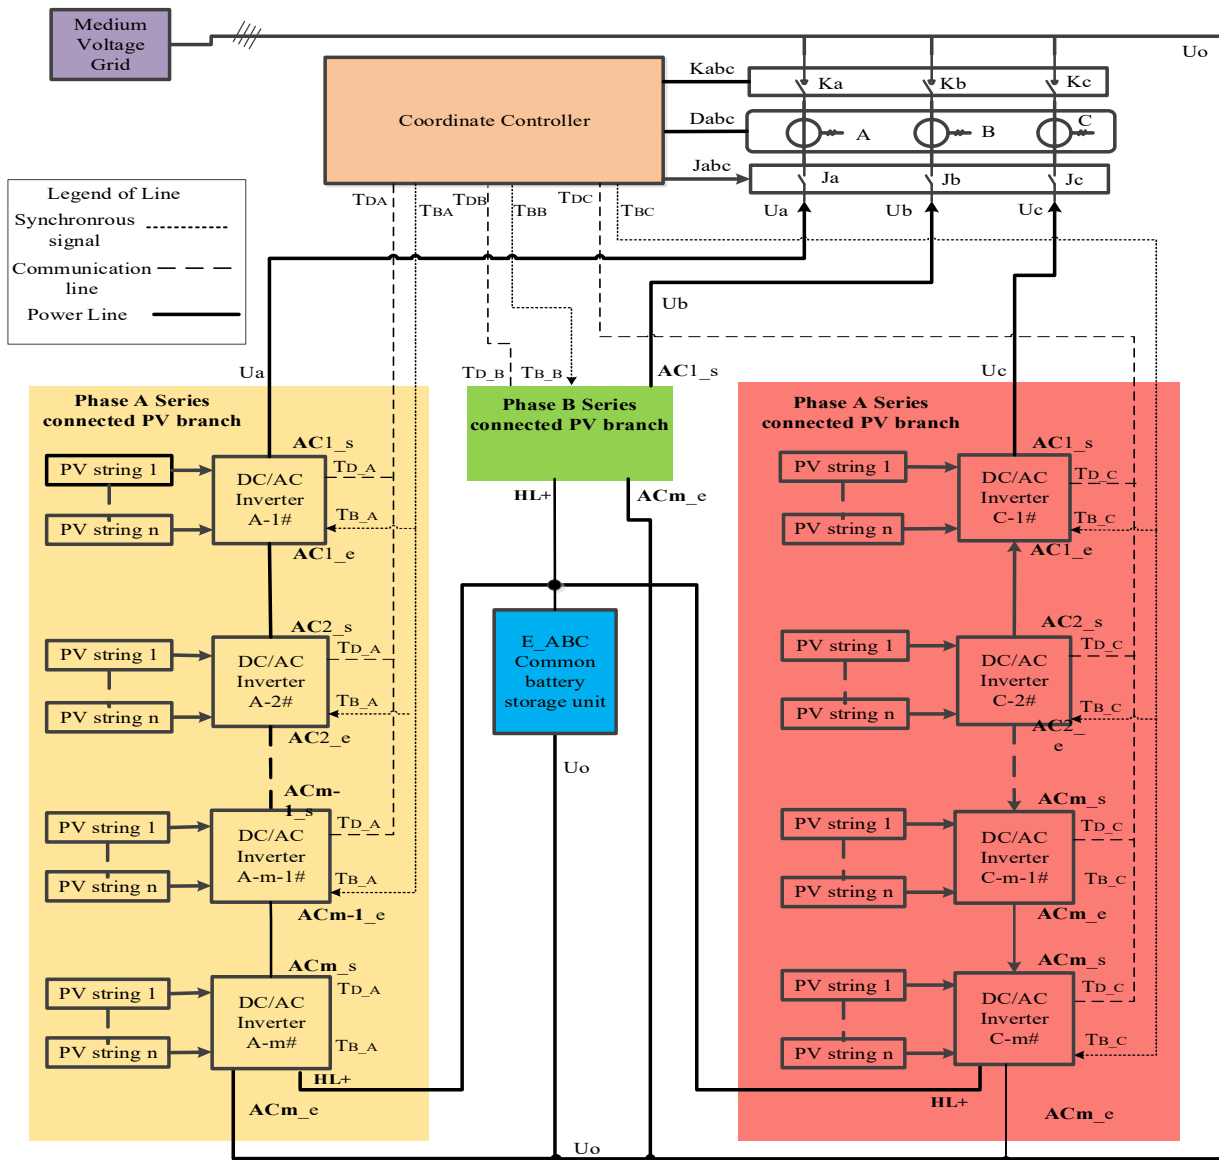 Medium
Voltage
Grid
Uo
Coordinate Controller
Kabc
Ka
Kb
Kc
Dabc
A
B
C
Jabc
Ja
Jb
Jc
TDA
TBA
TDB
TBB
TDC
TBC
Ua
Ub
Uc
Legend of Line
Synchronrous
signal
Communication
line
Power Line
Ua
Ub
Uc
TD_B
TB_B
AC1_s
Phase A Series
connected PV branch
AC1_s
PV string 1
PV string n
DC/AC
Inverter
A-1#
TD_A
TB_A
AC1_e
AC2_s
PV string 1
PV string n
DC/AC
Inverter
A-2#
TD_A
TB_A
AC2_e
ACm-
1_s
PV string 1
PV string n
DC/AC
Inverter
A-m-1#
TD_A
TB_A
ACm-1_e
ACm_s
PV string 1
PV string n
DC/AC
Inverter
A-m#
TD_A
TB_A
HL+
ACm_e
Phase B Series
connected PV branch
HL+
ACm_e
E_ABC
Common
battery
storage unit
Uo
Uo
Phase A Series
connected PV branch
AC1_s
PV string 1
PV string n
DC/AC
Inverter
C-1#
TD_C
TB_C
AC1_e
AC2_s
PV string 1
PV string n
DC/AC
Inverter
C-2#
TD_C
TB_C
AC2_
e
ACm_s
PV string 1
PV string n
DC/AC
Inverter
C-m-1#
TD_C
TB_C
ACm_e
ACm_s
PV string 1
PV string n
DC/AC
Inverter
C-m#
TD_C
TB_C
HL+
ACm_e